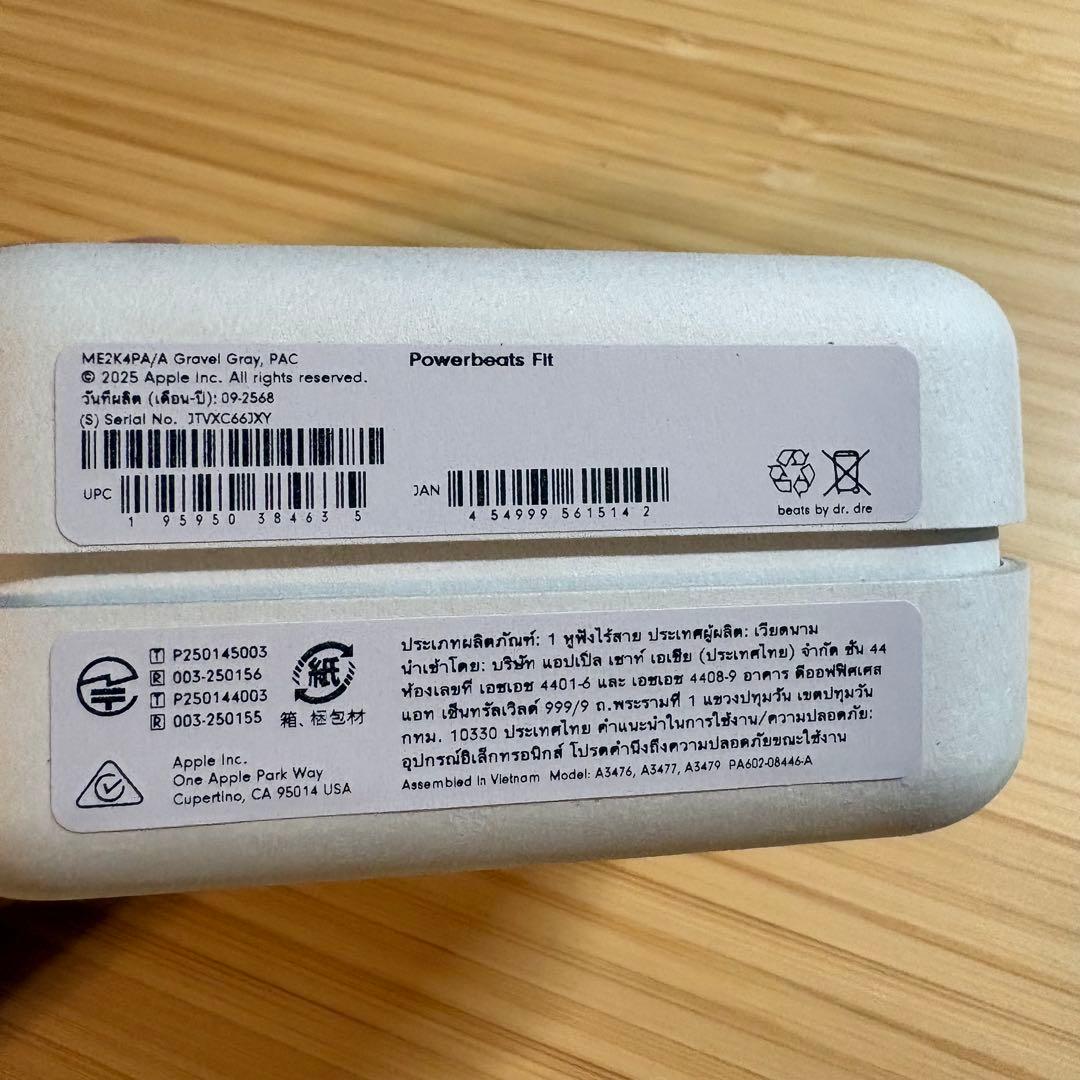 ME2K4PA/A Gravel Gray, PAC
© 2025 Apple Inc. All rights reserved.
วันที่ผลิต (เดือน-ปี): 09-2568
(S) Serial No. JTVXC66JXY
Powerbeats Fit
UPC
1 95950 38463 5
JAN
4 54999 561514 2
beats by dr. dre
T P250145003
R 003-250156
T P250144003
R 003-250155
紙
箱、梱包材
Apple Inc.
One Apple Park Way
Cupertino, CA 95014 USA
ประเภทผลิตภัณฑ์: 1 หูฟังไร้สาย ประเทศผู้ผลิต: เวียดนาม
นำเข้าโดย: บริษัท แอปเปิล เซาท์ เอเชีย (ประเทศไทย) จำกัด ชั้น 44
ห้องเลขที่ เอชเอช 4401-6 และ เอชเอช 4408-9 อาคาร ดิออฟฟิศเศส
แอท เซ็นทรัลเวิลด์ 999/9 ถ.พระรามที่ 1 แขวงปทุมวัน เขตปทุมวัน
กทม. 10330 ประเทศไทย คำแนะนำในการใช้งาน/ความปลอดภัย:
อุปกรณ์อิเล็กทรอนิกส์ โปรดคำนึงถึงความปลอดภัยขณะใช้งาน
Assembled in Vietnam Model: A3476, A3477, A3479 PA602-08446-A